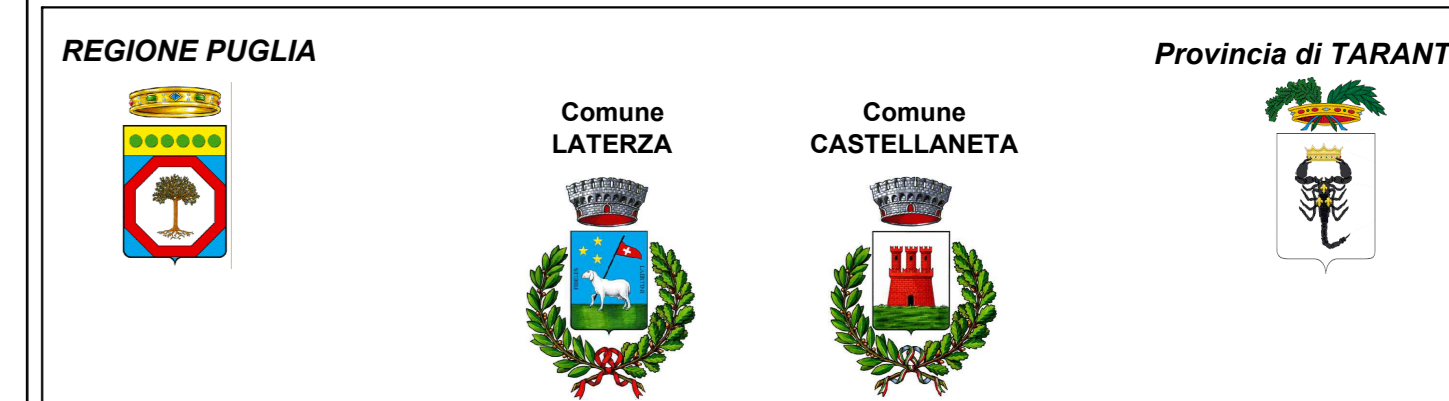 REGIONE PUGLIA
Provincia di TARANT
Comune
LATERZA
Comune
CASTELLANETA